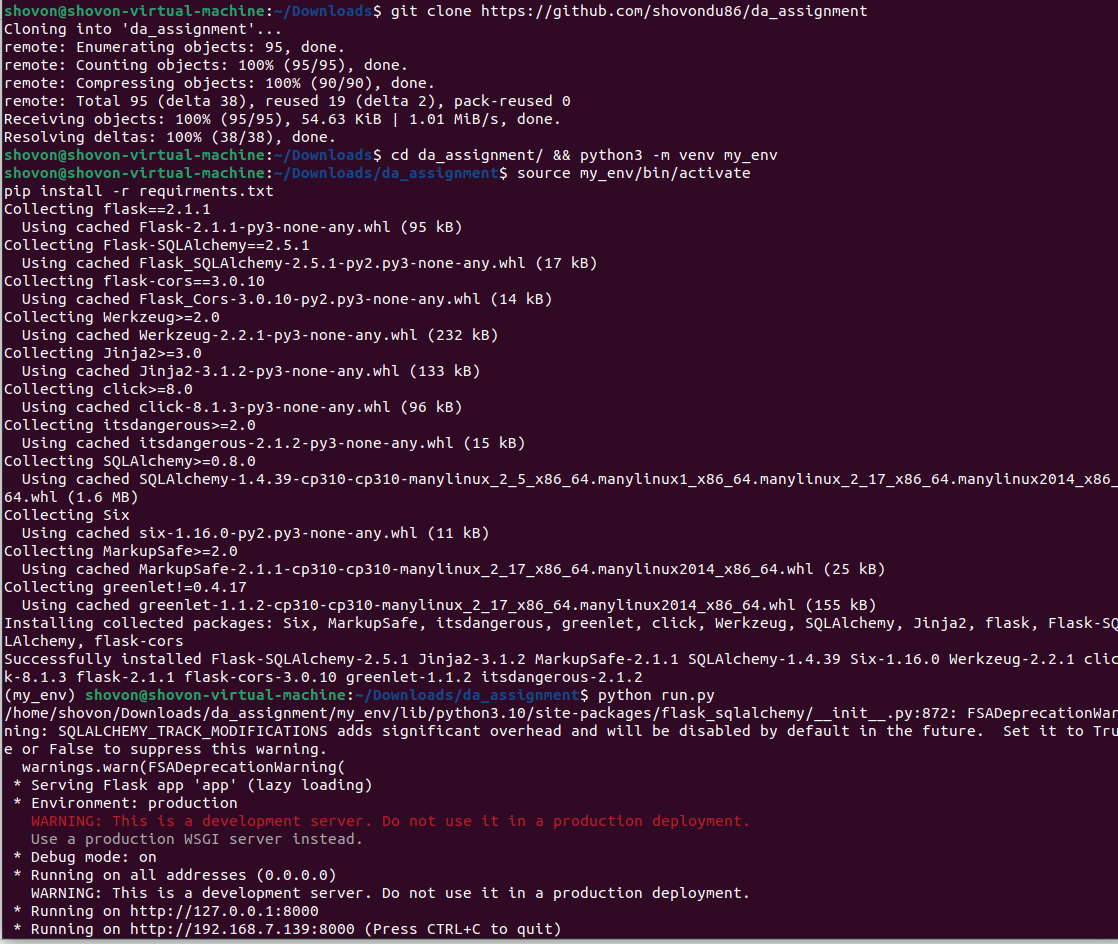 shovon@shovon-virtual-machine:~/Downloads$ git clone https://github.com/shovondu86/da_assignment
Cloning into 'da_assignment'...
remote: Enumerating objects: 95, done.
remote: Counting objects: 100% (95/95), done.
remote: Compressing objects: 100% (90/90), done.
remote: Total 95 (delta 38), reused 19 (delta 2), pack-reused 0
Receiving objects: 100% (95/95), 54.63 KiB | 1.01 MiB/s, done.
Resolving deltas: 100% (38/38), done.
shovon@shovon-virtual-machine:~/Downloads$ cd da_assignment/ && python3 -m venv my_env
shovon@shovon-virtual-machine:~/Downloads/da_assignment$ source my_env/bin/activate
pip install -r requirments.txt
Collecting flask==2.1.1
  Using cached Flask-2.1.1-py3-none-any.whl (95 kB)
Collecting Flask-SQLAlchemy==2.5.1
  Using cached Flask_SQLAlchemy-2.5.1-py2.py3-none-any.whl (17 kB)
Collecting flask-cors==3.0.10
  Using cached Flask_Cors-3.0.10-py2.py3-none-any.whl (14 kB)
Collecting Werkzeug>=2.0
  Using cached Werkzeug-2.2.1-py3-none-any.whl (232 kB)
Collecting Jinja2>=3.0
  Using cached Jinja2-3.1.2-py3-none-any.whl (133 kB)
Collecting click>=8.0
  Using cached click-8.1.3-py3-none-any.whl (96 kB)
Collecting itsdangerous>=2.0
  Using cached itsdangerous-2.1.2-py3-none-any.whl (15 kB)
Collecting SQLAlchemy>=0.8.0
  Using cached SQLAlchemy-1.4.39-cp310-cp310-manylinux_2_5_x86_64.manylinux1_x86_64.manylinux_2_17_x86_64.manylinux2014_x86_
64.whl (1.6 MB)
Collecting Six
  Using cached six-1.16.0-py2.py3-none-any.whl (11 kB)
Collecting MarkupSafe>=2.0
  Using cached MarkupSafe-2.1.1-cp310-cp310-manylinux_2_17_x86_64.manylinux2014_x86_64.whl (25 kB)
Collecting greenlet!=0.4.17
  Using cached greenlet-1.1.2-cp310-cp310-manylinux_2_17_x86_64.manylinux2014_x86_64.whl (155 kB)
Installing collected packages: Six, MarkupSafe, itsdangerous, greenlet, click, Werkzeug, SQLAlchemy, Jinja2, flask, Flask-SQ
LAlchemy, flask-cors
Successfully installed Flask-SQLAlchemy-2.5.1 Jinja2-3.1.2 MarkupSafe-2.1.1 SQLAlchemy-1.4.39 Six-1.16.0 Werkzeug-2.2.1 clic
k-8.1.3 flask-2.1.1 flask-cors-3.0.10 greenlet-1.1.2 itsdangerous-2.1.2
(my_env) shovon@shovon-virtual-machine:~/Downloads/da_assignment$ python run.py
/home/shovon/Downloads/da_assignment/my_env/lib/python3.10/site-packages/flask_sqlalchemy/__init__.py:872: FSADeprecationWar
ning: SQLALCHEMY_TRACK_MODIFICATIONS adds significant overhead and will be disabled by default in the future.  Set it to Tru
e or False to suppress this warning.
  warnings.warn(FSADeprecationWarning(
 * Serving Flask app 'app' (lazy loading)
 * Environment: production
   WARNING: This is a development server. Do not use it in a production deployment.
   Use a production WSGI server instead.
 * Debug mode: on
 * Running on all addresses (0.0.0.0)
   WARNING: This is a development server. Do not use it in a production deployment.
 * Running on http://127.0.0.1:8000
 * Running on http://192.168.7.139:8000 (Press CTRL+C to quit)